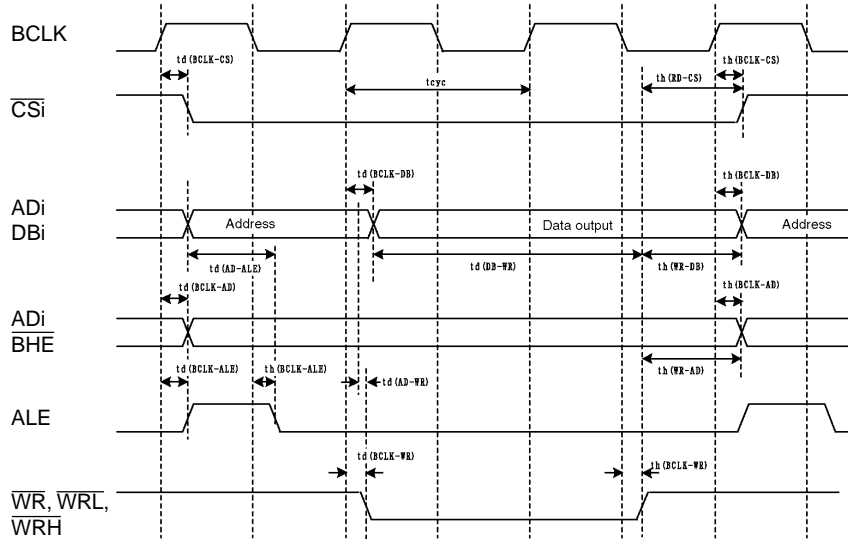 BCLK
td(BCLK-CS)
tcyc
th(RD-CS)
th(BCLK-CS)
CSi
td(BCLK-DB)
th(BCLK-DB)
ADi
DBi
Address
Data output
Address
td(AD-ALE)
td(DB-WR)
th(WR-DB)
td(BCLK-AD)
th(BCLK-AD)
ADi
BHE
td(BCLK-ALE)
th(BCLK-ALE)
td(AD-WR)
th(WR-AD)
ALE
td(BCLK-WR)
th(BCLK-WR)
WR, WRL,
WRH